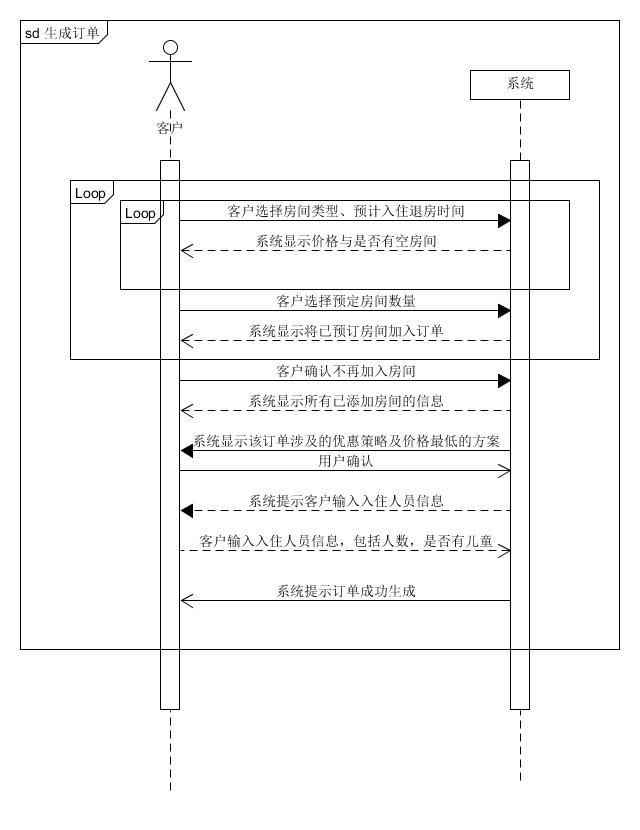 sd 生成订单
客户
系统
Loop
Loop
客户选择房间类型、预计入住退房时间
系统显示价格与是否有空房间
客户选择预定房间数量
系统显示将已预订房间加入订单
客户确认不再加入房间
系统显示所有已添加房间的信息
系统显示该订单涉及的优惠策略及价格最低的方案
用户确认
系统提示客户输入入住人员信息
客户输入入住人员信息，包括人数，是否有儿童
系统提示订单成功生成